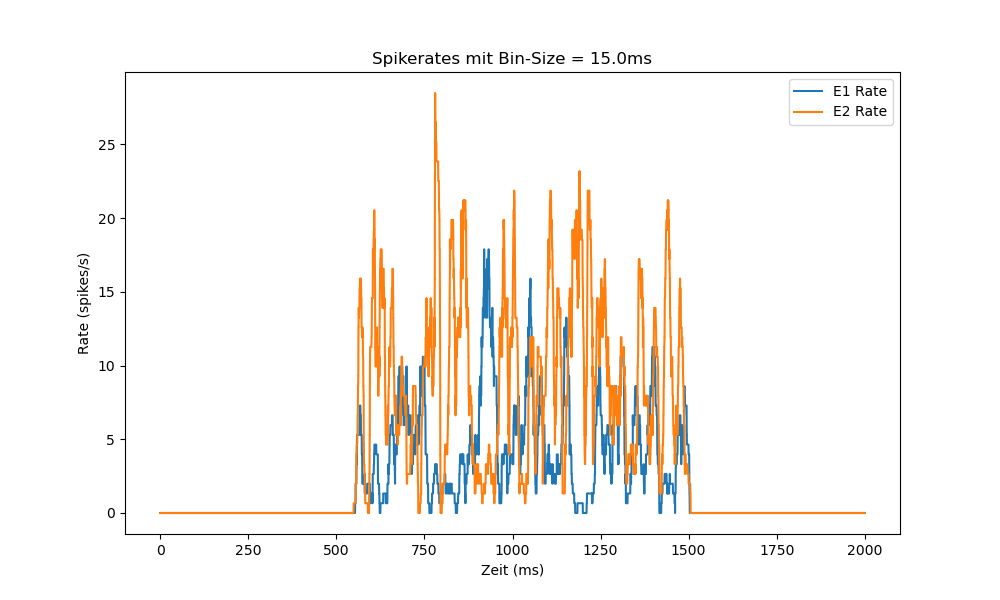 Spikerates mit Bin-Size = 15.0ms
E1 Rate
E2 Rate
Rate (spikes/s)
25
20
15
10
5
0
0 250 500 750 1000 1250 1500 1750 2000
Zeit (ms)